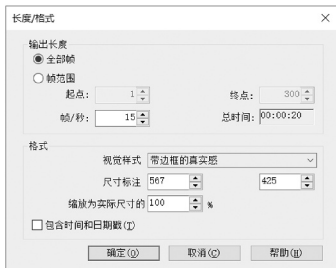 长度/格式
输出长度
全部帧
帧范围
起点: 1 终点: 300
帧/秒: 15 总时间: 00:00:20
格式
视觉样式 带边框的真实感
尺寸标注 567 425
缩放为实际尺寸的 100 %
包含时间和日期戳(T)
确定(O) 取消(C) 帮助(H)